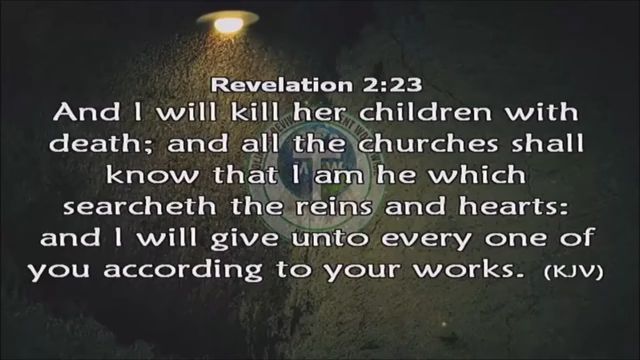 Revelation 2:23
And I will kill her children with
death; and all the churches shall
know that I am he which
searcheth the reins and hearts:
and I will give unto every one of
you according to your works. (KJV)